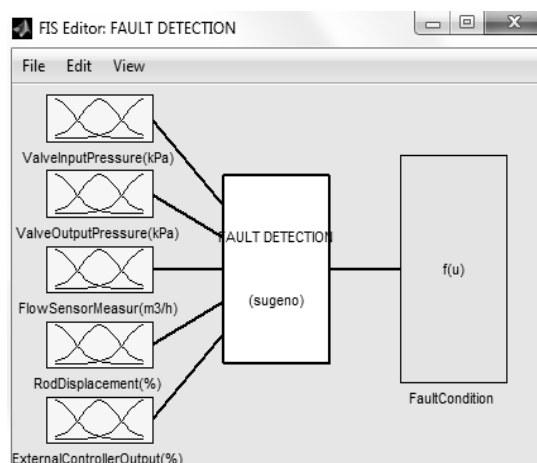 FIS Editor: FAULT DETECTION
File Edit View
ValveInputPressure(kPa)
ValveOutputPressure(kPa)
FlowSensorMeasur(m3/h)
RodDisplacement(%)
ExternalControllerOutput(%)
FAULT DETECTION
(sugeno)
f(u)
FaultCondition